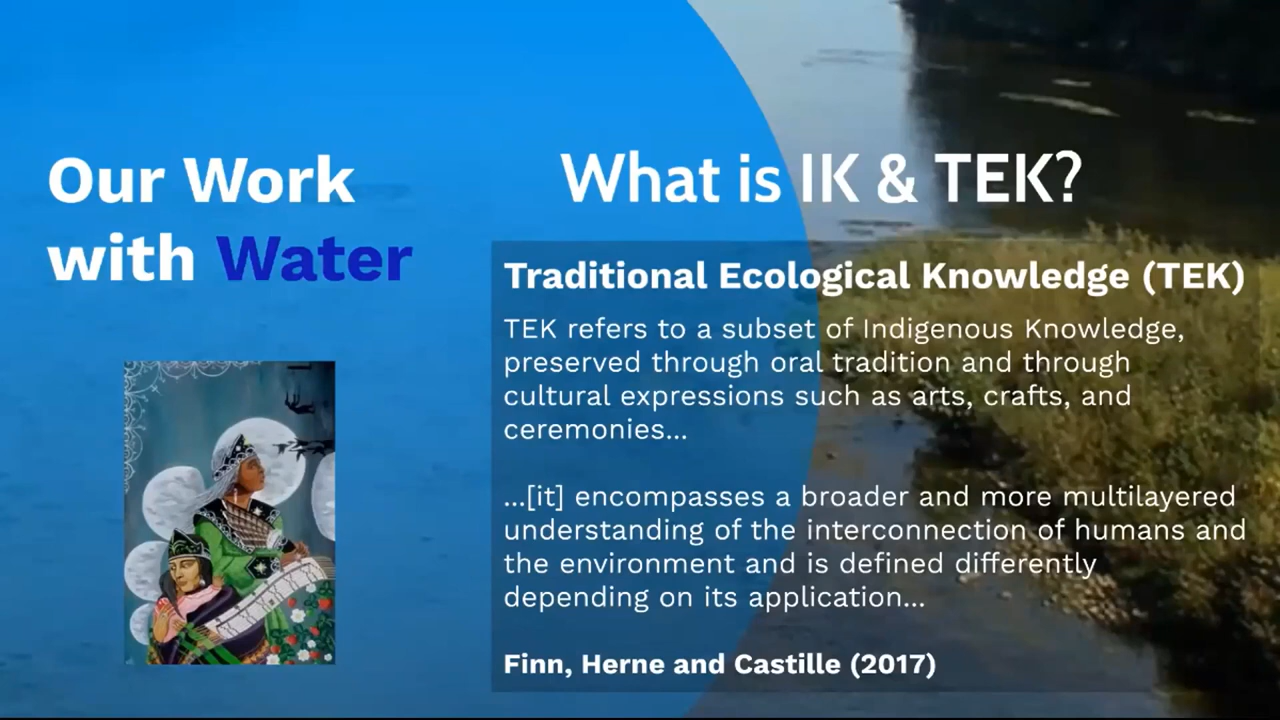 Our Work
with Water
What is IK & TEK?
Traditional Ecological Knowledge (TEK)
TEK refers to a subset of Indigenous Knowledge,
preserved through oral tradition and through
cultural expressions such as arts, crafts, and
ceremonies...
...[it] encompasses a broader and more multilayered
understanding of the interconnection of humans and
the environment and is defined differently
depending on its application...
Finn, Herne and Castille (2017)